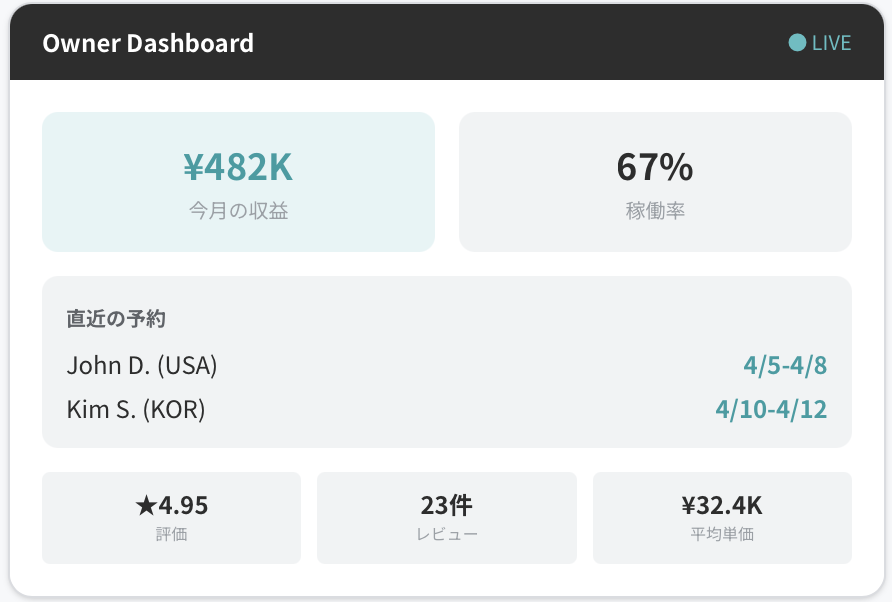 Owner Dashboard
LIVE
¥482K
今月の収益
67%
稼働率
直近の予約
John D. (USA)
4/5-4/8
Kim S. (KOR)
4/10-4/12
★4.95
評価
23件
レビュー
¥32.4K
平均単価